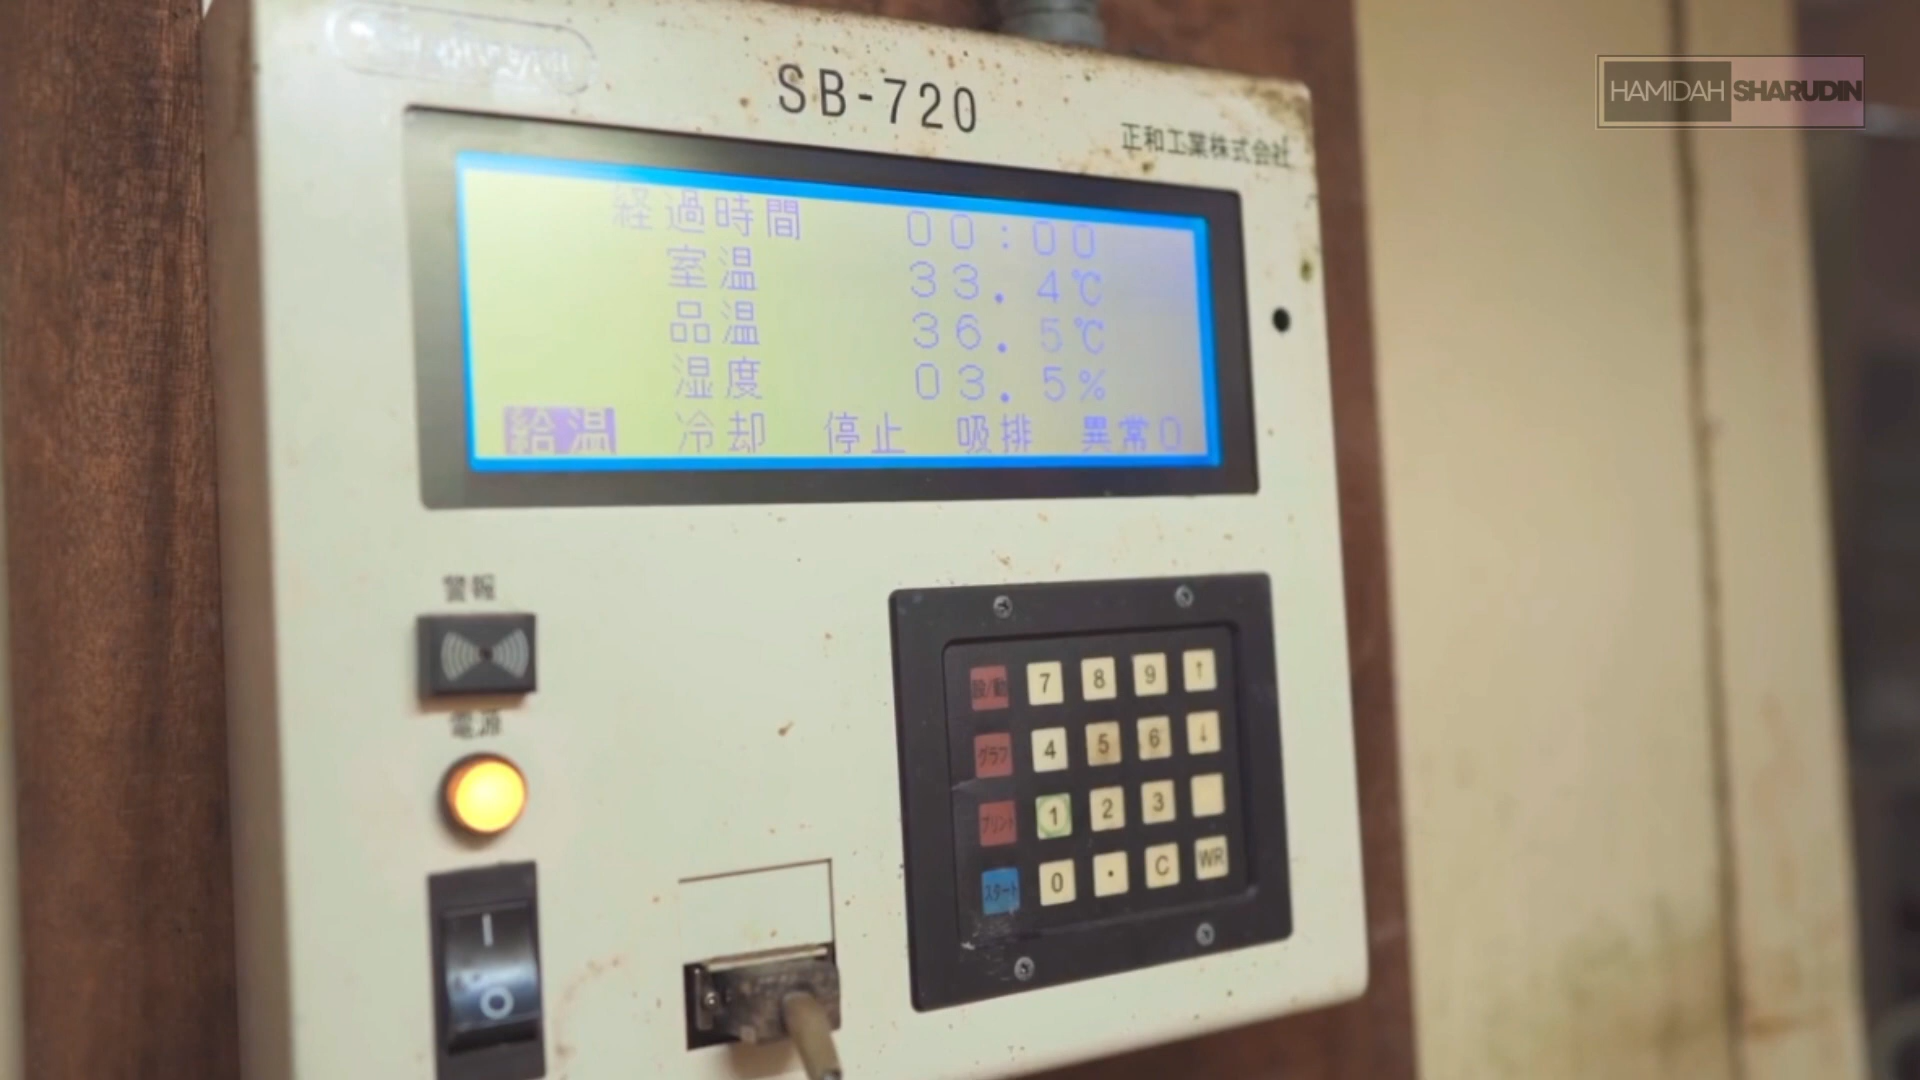 HAMIDAH SHARUDIN
SB-720
正和工業株式会社
経過時間 00:00
室温 33.4℃
品温 36.5℃
湿度 03.5%
給温 冷却 停止 吸排 異常0
警報
電源
設/動 7 8 9 ↑
グラフ 4 5 6 ↓
プリント 1 2 3
スタート 0 . C WR